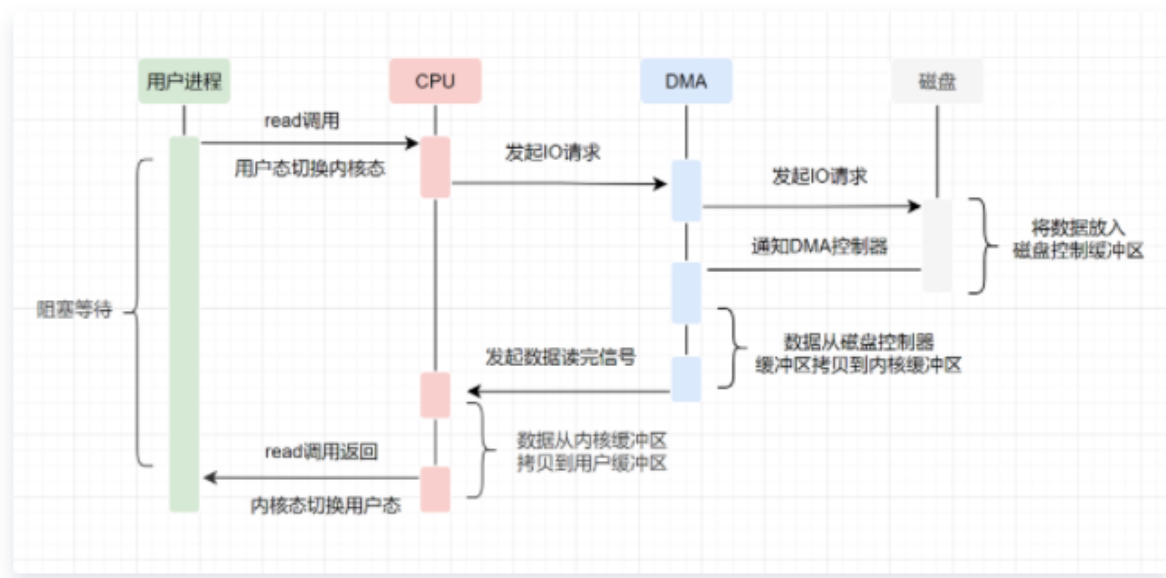 用户进程
CPU
DMA
磁盘
read调用
用户态切换内核态
发起IO请求
发起IO请求
将数据放入
磁盘控制缓冲区
通知DMA控制器
阻塞等待
数据从磁盘控制器
缓冲区拷贝到内核缓冲区
发起数据读完信号
数据从内核缓冲区
拷贝到用户缓冲区
read调用返回
内核态切换用户态